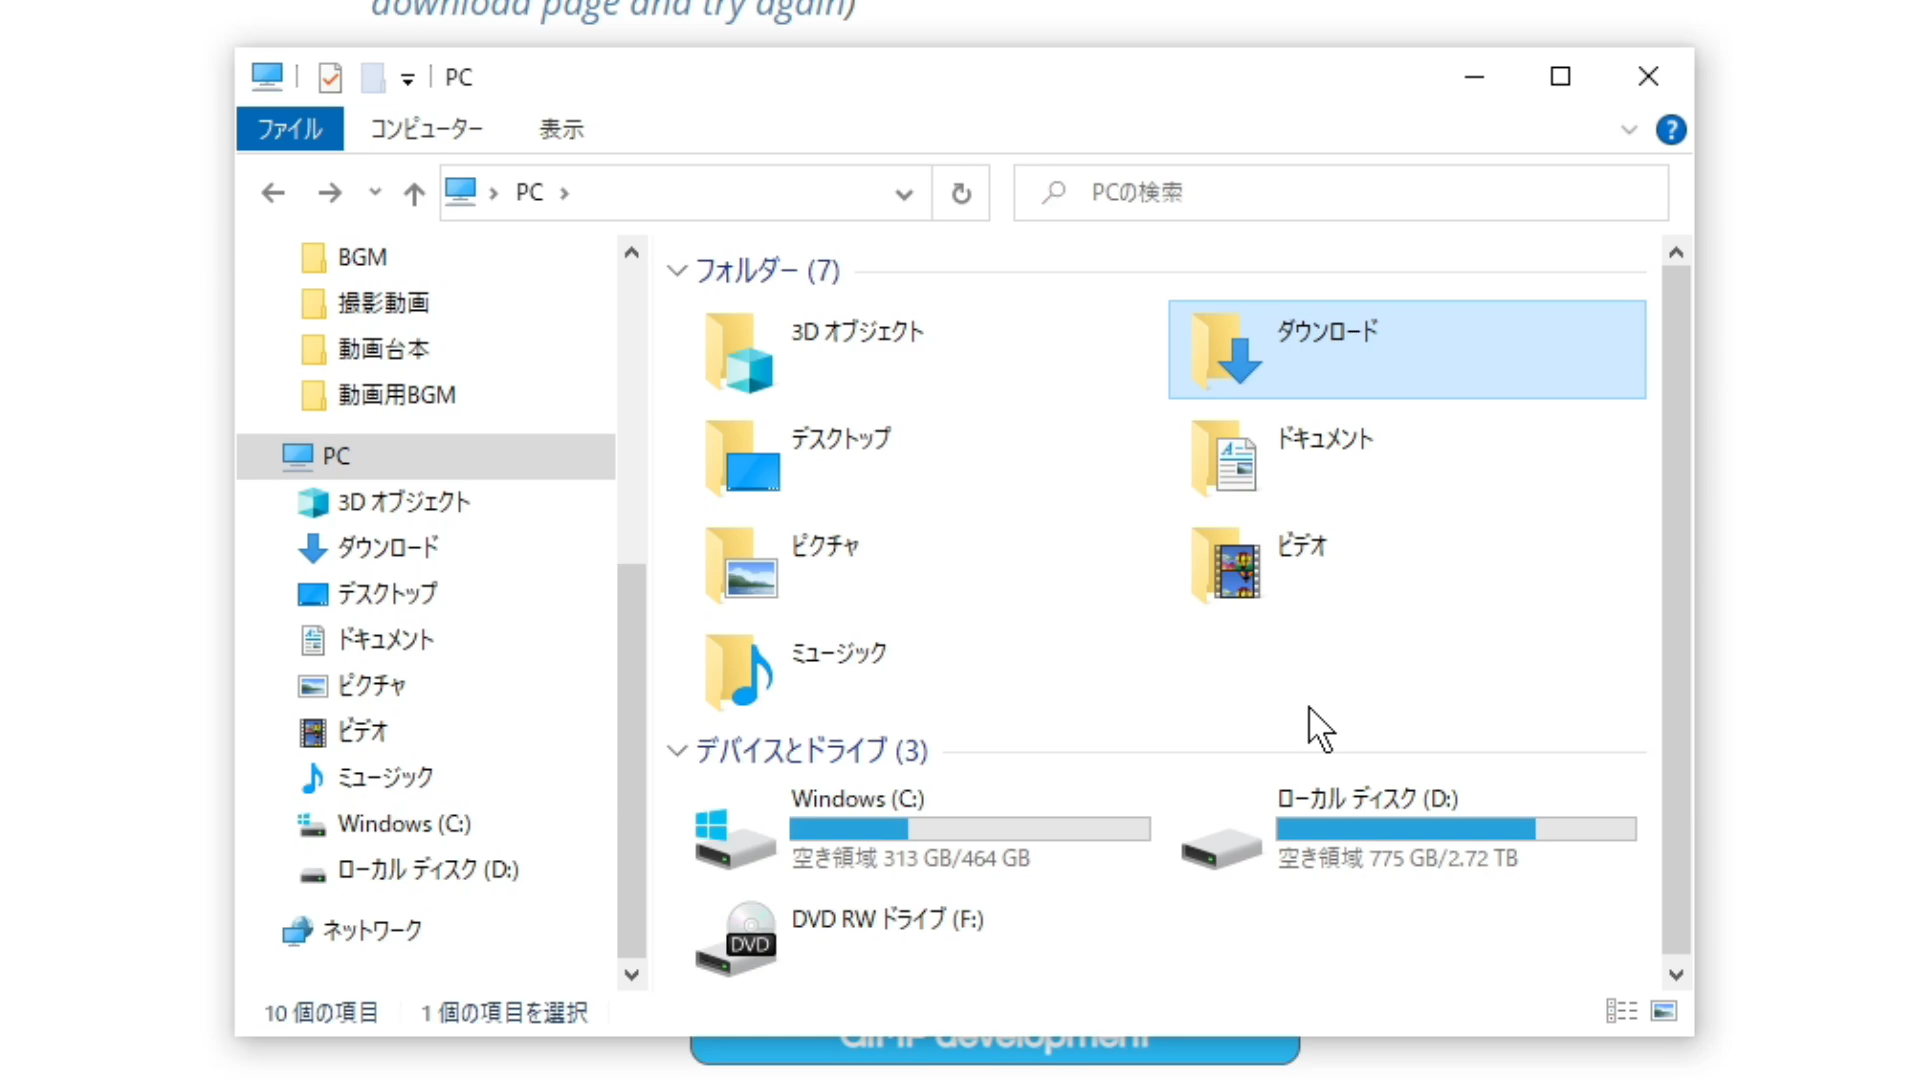 download page and try again)
PC
ファイル コンピューター 表示
PC
PCの検索
BGM
撮影動画
動画台本
動画用BGM
PC
3D オブジェクト
ダウンロード
デスクトップ
ドキュメント
ピクチャ
ビデオ
ミュージック
Windows (C:)
ローカル ディスク (D:)
ネットワーク
フォルダー (7)
3D オブジェクト
ダウンロード
デスクトップ
ドキュメント
ピクチャ
ビデオ
ミュージック
デバイスとドライブ (3)
Windows (C:)
空き領域 313 GB/464 GB
ローカル ディスク (D:)
空き領域 775 GB/2.72 TB
DVD RW ドライブ (F:)
DVD
10 個の項目 1 個の項目を選択
GIMP development